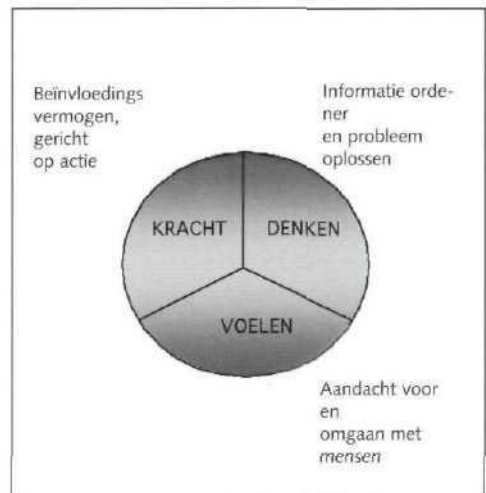 Beïnvloedings
vermogen,
gericht
op actie
Informatie orde-
ner
en probleem
oplossen
KRACHT
DENKEN
VOELEN
Aandacht voor
en
omgaan met
mensen